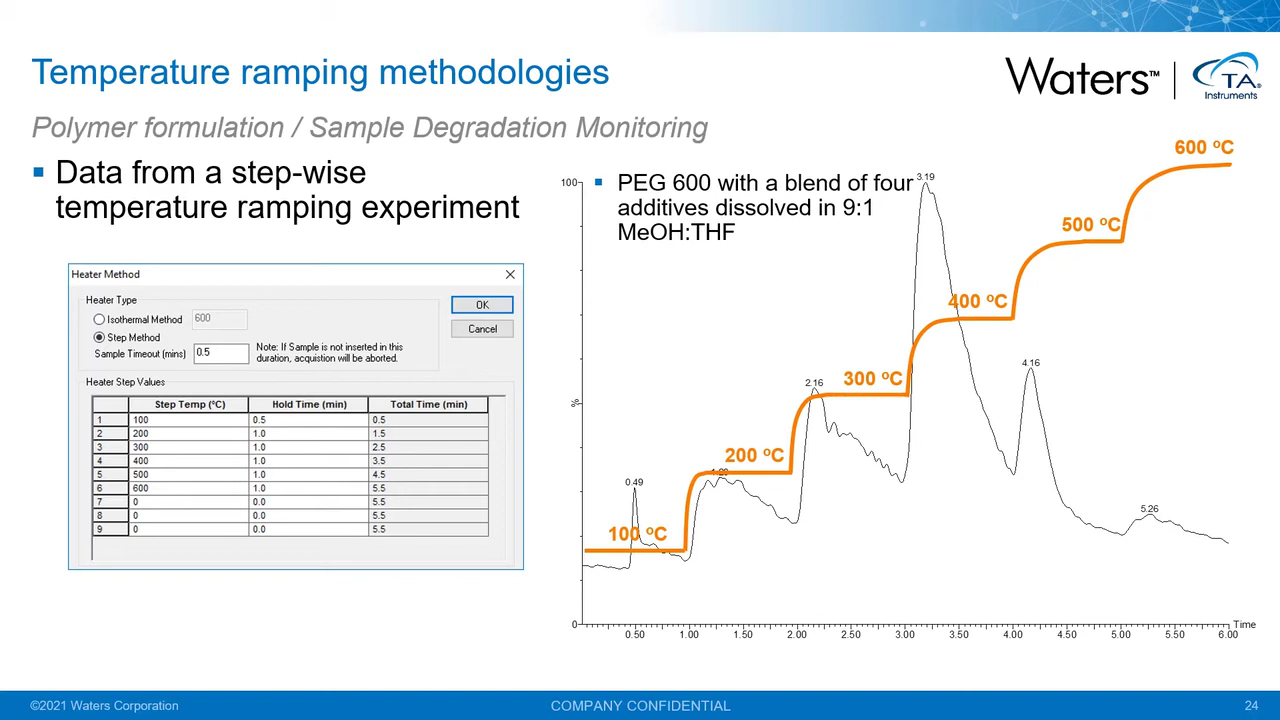 Temperature ramping methodologies
Waters™
TA
Instruments
Polymer formulation / Sample Degradation Monitoring
Data from a step-wise
temperature ramping experiment
Heater Method
Heater Type
Isothermal Method
600
Step Method
Sample Timeout (mins)
0.5
Note: If Sample is not inserted in this
duration, acquistion will be aborted.
OK
Cancel
Heater Step Values
Step Temp (°C) Hold Time (min) Total Time (min)
1 100 0.5 0.5
2 200 1.0 1.5
3 300 1.0 2.5
4 400 1.0 3.5
5 500 1.0 4.5
6 600 1.0 5.5
7 0 0.0 5.5
8 0 0.0 5.5
9 0 0.0 5.5
PEG 600 with a blend of four
additives dissolved in 9:1
MeOH:THF
100
%
0
0.49
2.16
3.19
4.16
5.26
100 ºC
200 ºC
300 ºC
400 ºC
500 ºC
600 ºC
0.50 1.00 1.50 2.00 2.50 3.00 3.50 4.00 4.50 5.00 5.50 6.00
Time
©2021 Waters Corporation
COMPANY CONFIDENTIAL
24